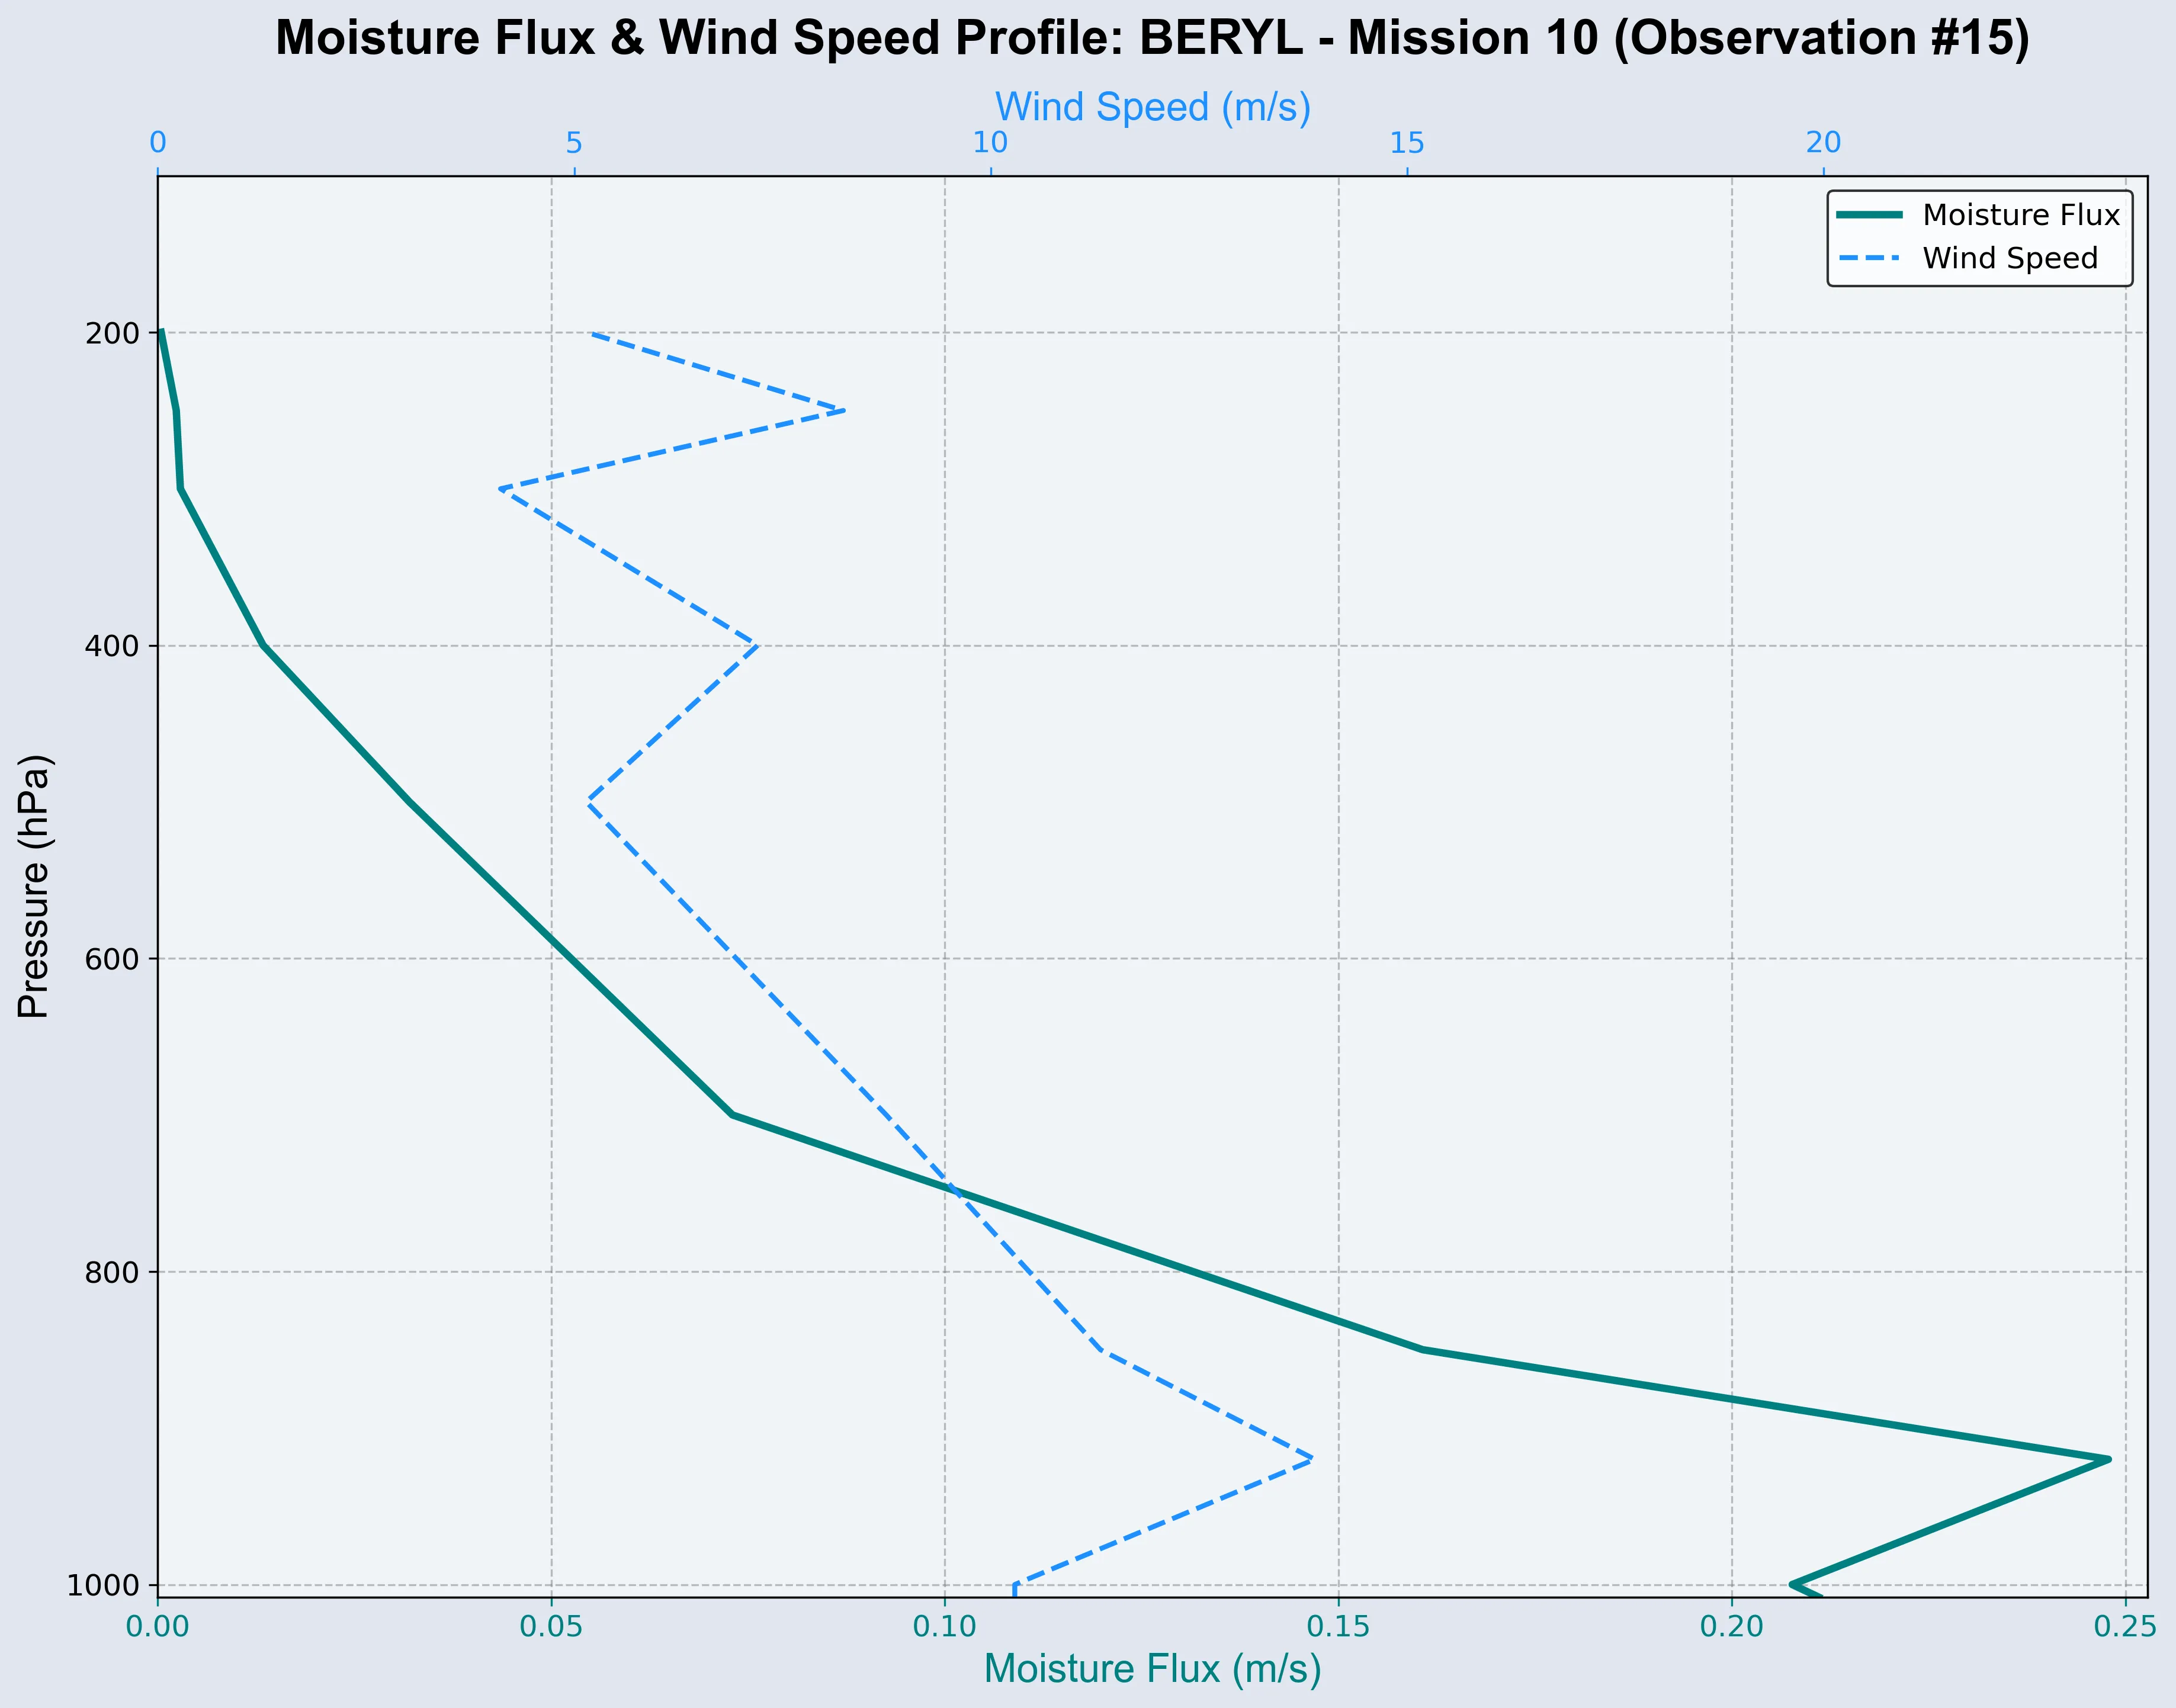 Moisture Flux & Wind Speed Profile: BERYL - Mission 10 (Observation #15)
Wind Speed (m/s)
0 5 10 15 20
Moisture Flux
Wind Speed
200
400
600
800
1000
Pressure (hPa)
0.00 0.05 0.10 0.15 0.20 0.25
Moisture Flux (m/s)